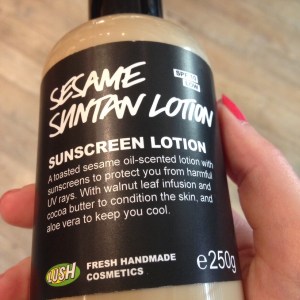 SESAME
SUNTAN LOTION
SUNSCREEN LOTION
A toasted sesame oil-scented lotion with
sunscreens to protect you from harmful
UV rays. With walnut leaf infusion and
cocoa butter to condition the skin, and
aloe vera to keep you cool.
LUSH
FRESH HANDMADE
COSMETICS
e250g